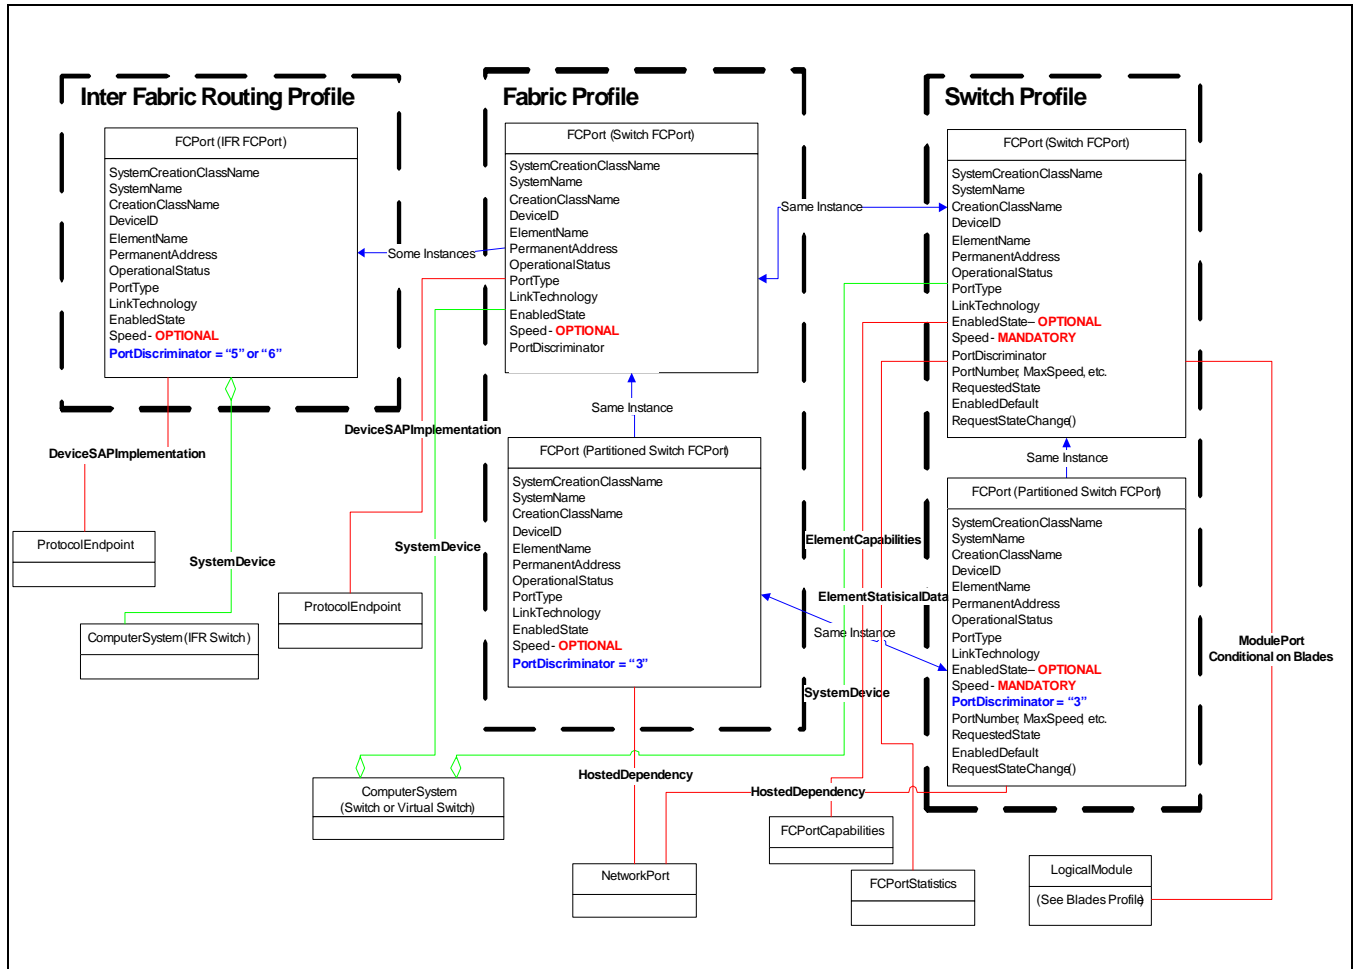 Inter Fabric Routing Profile
FCPort (IFR FCPort)
SystemCreationClassName
SystemName
CreationClassName
DeviceID
ElementName
PermanentAddress
OperationalStatus
PortType
LinkTechnology
EnabledState
Speed - OPTIONAL
PortDiscriminator = “5” or “6”
DeviceSAPImplementation
ProtocolEndpoint
SystemDevice
ComputerSystem (IFR Switch)
Some Instances
Fabric Profile
FCPort (Switch FCPort)
SystemCreationClassName
SystemName
CreationClassName
DeviceID
ElementName
PermanentAddress
OperationalStatus
PortType
LinkTechnology
EnabledState
Speed - OPTIONAL
PortDiscriminator
Same Instance
DeviceSAPImplementation
FCPort (Partitioned Switch FCPort)
SystemCreationClassName
SystemName
CreationClassName
DeviceID
ElementName
PermanentAddress
OperationalStatus
PortType
LinkTechnology
EnabledState
Speed - OPTIONAL
PortDiscriminator = “3”
SystemDevice
ProtocolEndpoint
HostedDependency
ComputerSystem
(Switch or Virtual Switch)
NetworkPort
Same Instance
Switch Profile
FCPort (Switch FCPort)
SystemCreationClassName
SystemName
CreationClassName
DeviceID
ElementName
PermanentAddress
OperationalStatus
PortType
LinkTechnology
EnabledState– OPTIONAL
Speed - MANDATORY
PortDiscriminator
PortNumber, MaxSpeed, etc.
RequestedState
EnabledDefault
RequestStateChange()
Same Instance
FCPort (Partitioned Switch FCPort)
SystemCreationClassName
SystemName
CreationClassName
DeviceID
ElementName
PermanentAddress
OperationalStatus
PortType
LinkTechnology
EnabledState– OPTIONAL
Speed - MANDATORY
PortDiscriminator = “3”
PortNumber, MaxSpeed, etc.
RequestedState
EnabledDefault
RequestStateChange()
ElementCapabilities
ElementStatisicalData
Same Instance
SystemDevice
ModulePort
Conditional on Blades
HostedDependency
FCPortCapabilities
FCPortStatistics
LogicalModule
(See Blades Profile)